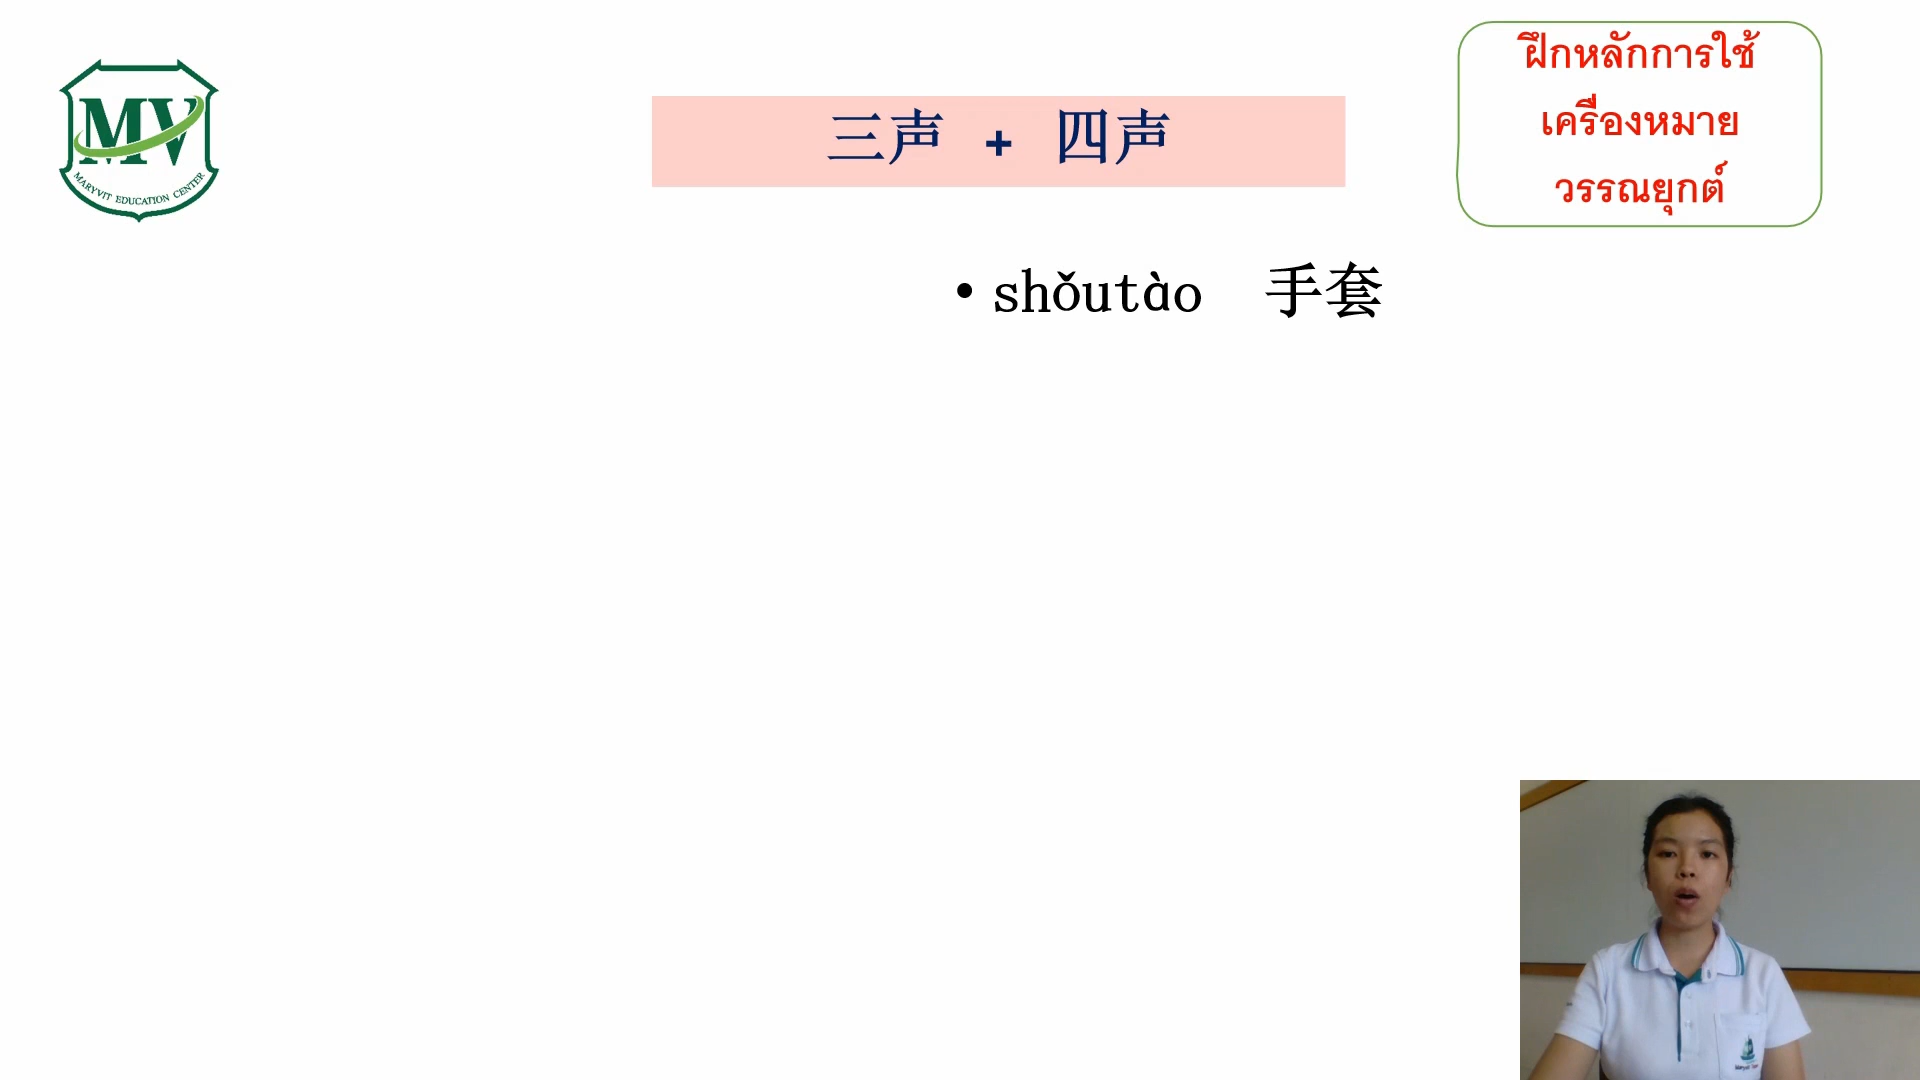 MV
MARYVIT EDUCATION CENTER
三声 + 四声
ฝึกหลักการใช้
เครื่องหมาย
วรรณยุกต์
• shǒutào 手套